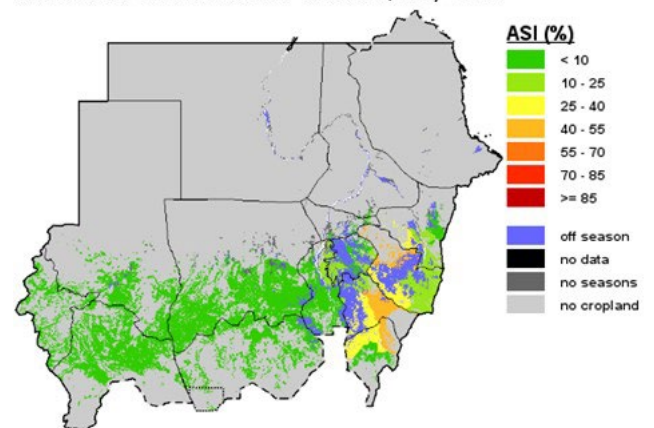 ASI (%)
< 10
10 - 25
25 - 40
40 - 55
55 - 70
70 - 85
>= 85
off season
no data
no seasons
no cropland